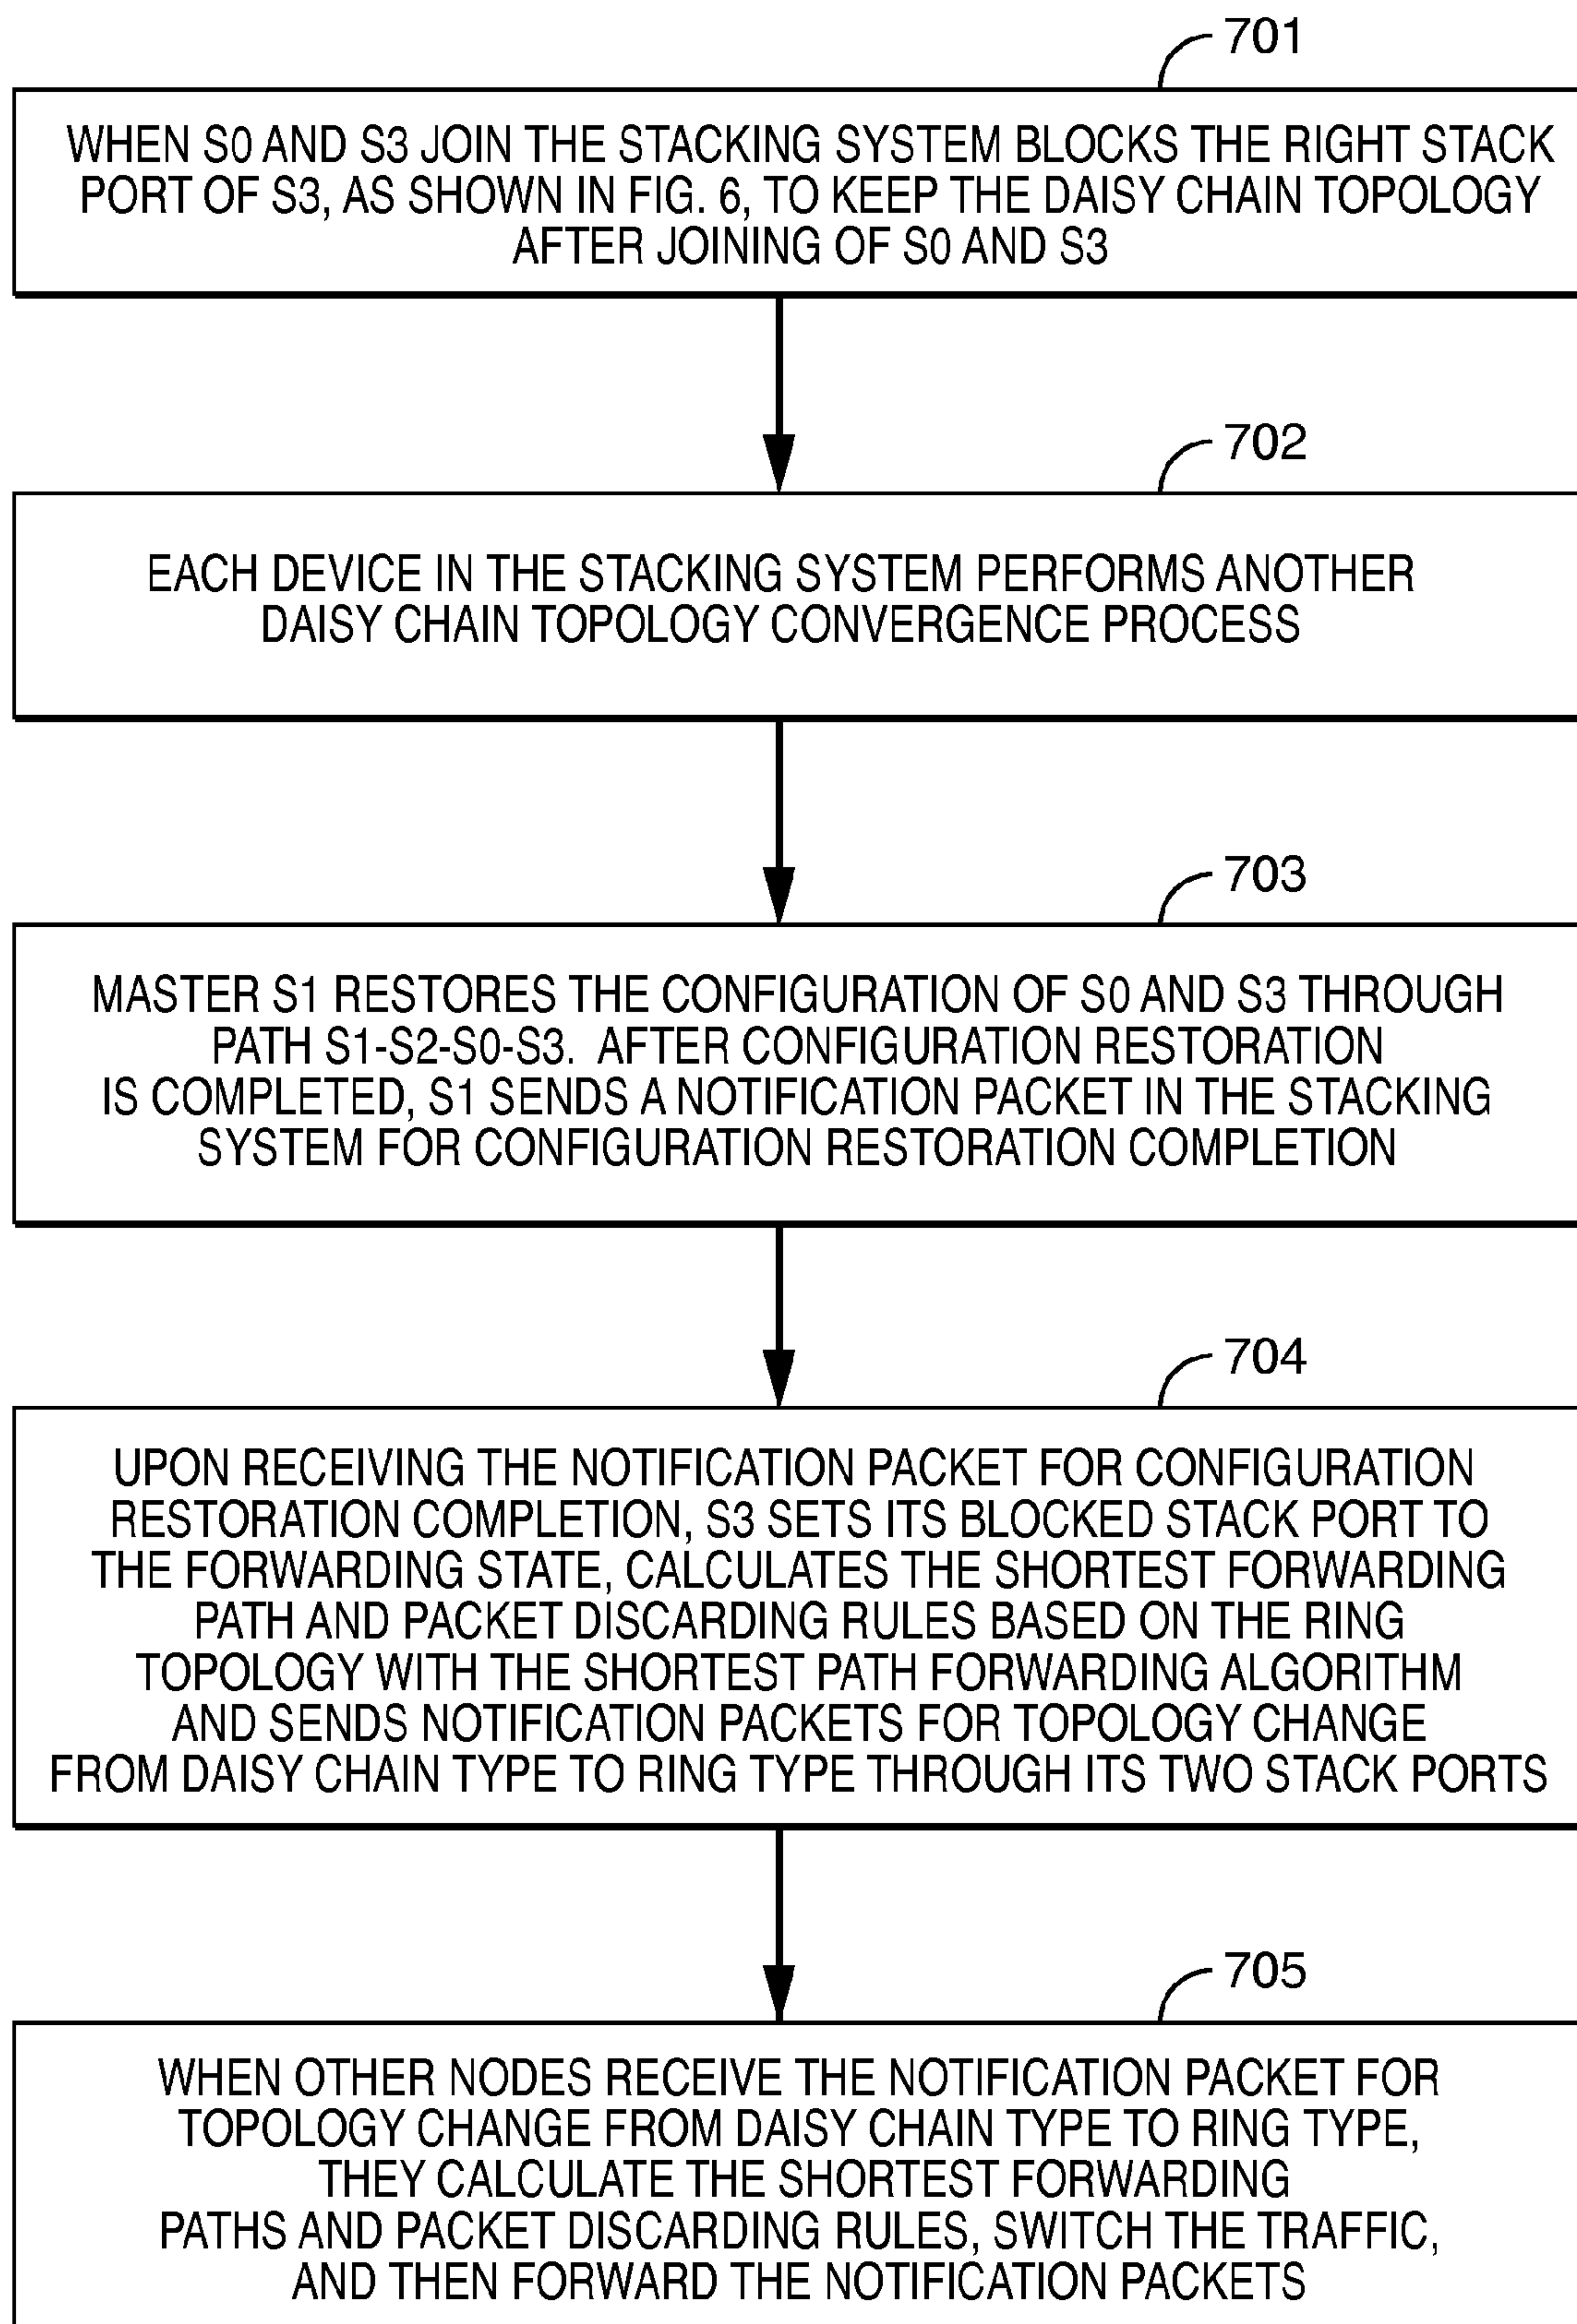 701
WHEN S0 AND S3 JOIN THE STACKING SYSTEM BLOCKS THE RIGHT STACK
PORT OF S3, AS SHOWN IN FIG. 6, TO KEEP THE DAISY CHAIN TOPOLOGY
AFTER JOINING OF S0 AND S3
702
EACH DEVICE IN THE STACKING SYSTEM PERFORMS ANOTHER
DAISY CHAIN TOPOLOGY CONVERGENCE PROCESS
703
MASTER S1 RESTORES THE CONFIGURATION OF S0 AND S3 THROUGH
PATH S1-S2-S0-S3. AFTER CONFIGURATION RESTORATION
IS COMPLETED, S1 SENDS A NOTIFICATION PACKET IN THE STACKING
SYSTEM FOR CONFIGURATION RESTORATION COMPLETION
704
UPON RECEIVING THE NOTIFICATION PACKET FOR CONFIGURATION
RESTORATION COMPLETION, S3 SETS ITS BLOCKED STACK PORT TO
THE FORWARDING STATE, CALCULATES THE SHORTEST FORWARDING
PATH AND PACKET DISCARDING RULES BASED ON THE RING
TOPOLOGY WITH THE SHORTEST PATH FORWARDING ALGORITHM
AND SENDS NOTIFICATION PACKETS FOR TOPOLOGY CHANGE
FROM DAISY CHAIN TYPE TO RING TYPE THROUGH ITS TWO STACK PORTS
705
WHEN OTHER NODES RECEIVE THE NOTIFICATION PACKET FOR
TOPOLOGY CHANGE FROM DAISY CHAIN TYPE TO RING TYPE,
THEY CALCULATE THE SHORTEST FORWARDING
PATHS AND PACKET DISCARDING RULES, SWITCH THE TRAFFIC,
AND THEN FORWARD THE NOTIFICATION PACKETS